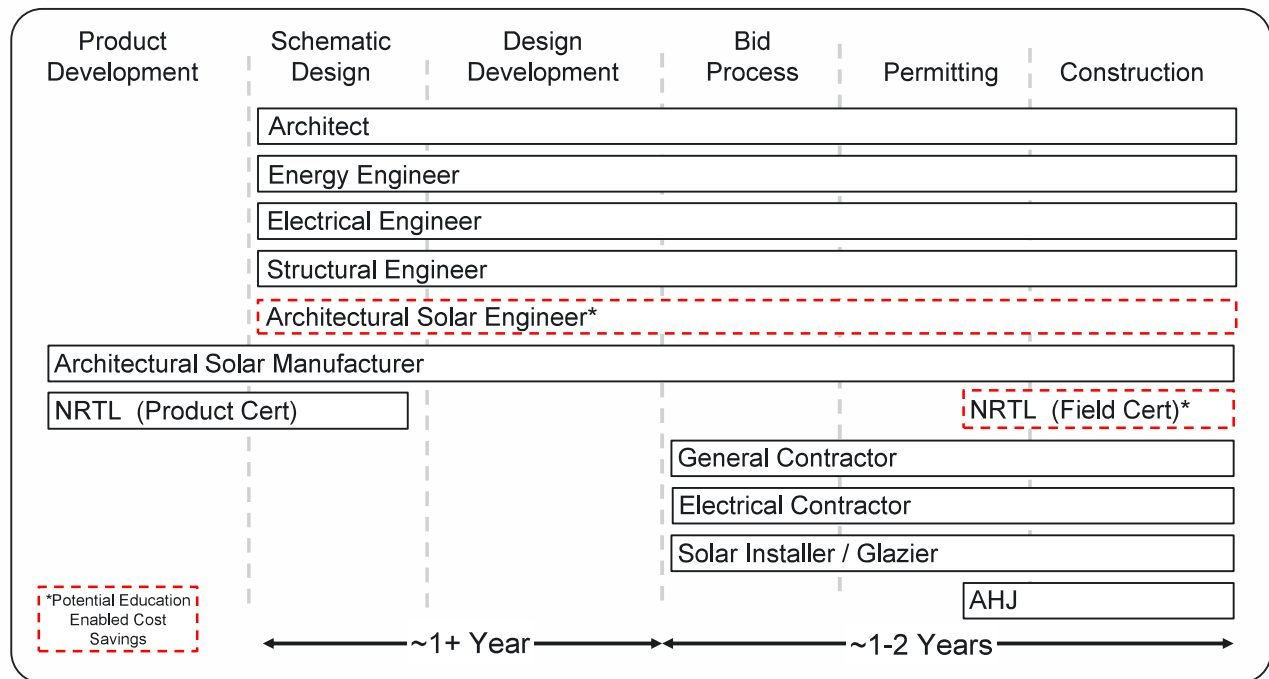 Product
Development
Schematic
Design
Design
Development
Bid
Process
Permitting
Construction
Architect
Energy Engineer
Electrical Engineer
Structural Engineer
Architectural Solar Engineer*
Architectural Solar Manufacturer
NRTL (Product Cert)
NRTL (Field Cert)*
General Contractor
Electrical Contractor
Solar Installer / Glazier
AHJ
*Potential Education
Enabled Cost
Savings
~1+ Year
~1-2 Years